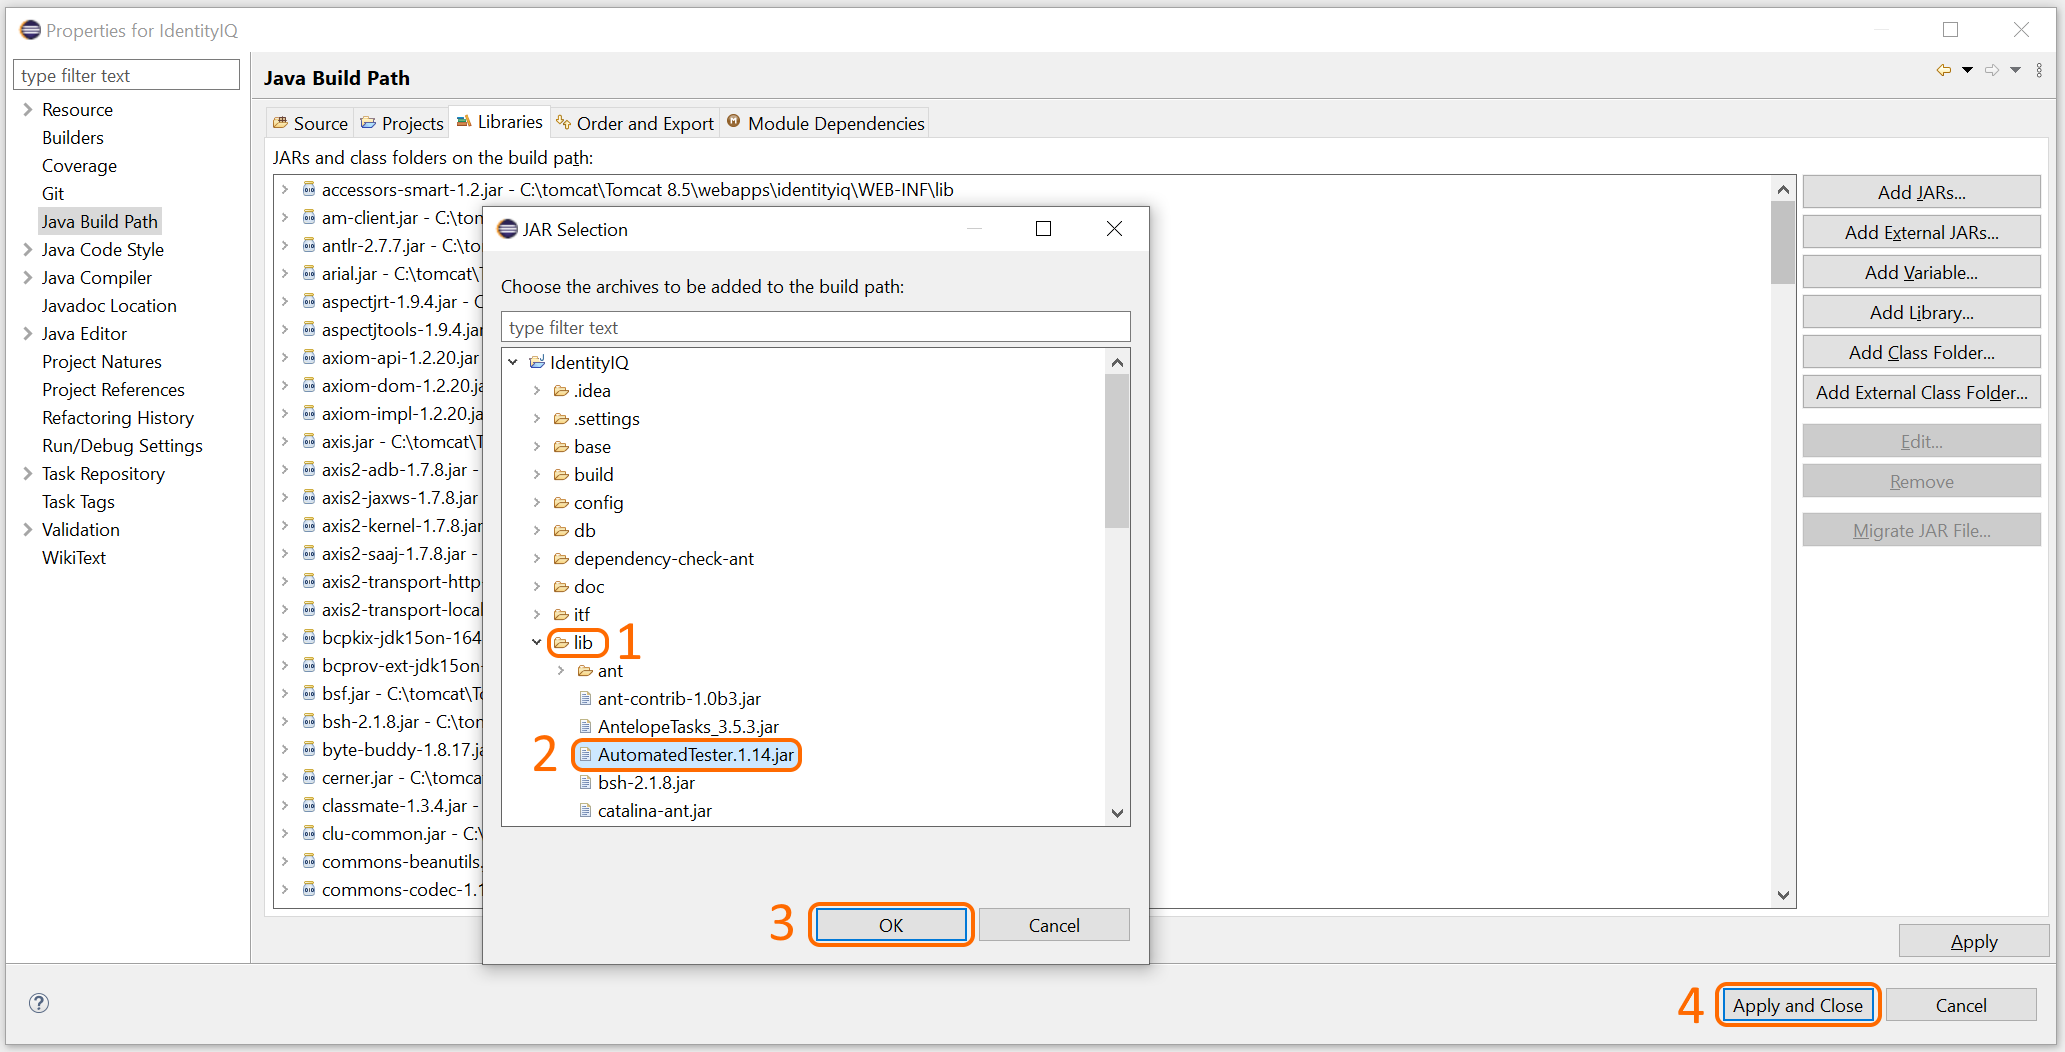 Properties for IdentityIQ
type filter text
Resource
Builders
Coverage
Git
Java Build Path
Java Code Style
Java Compiler
Javadoc Location
Java Editor
Project Natures
Project References
Refactoring History
Run/Debug Settings
Task Repository
Task Tags
Validation
WikiText
Java Build Path
Source Projects Libraries Order and Export Module Dependencies
JARs and class folders on the build path:
accessors-smart-1.2.jar - C:\tomcat\Tomcat 8.5\webapps\identityiq\WEB-INF\lib
am-client.jar - C:\tom
antlr-2.7.7.jar - C:\to
arial.jar - C:\tomcat\T
aspectjrt-1.9.4.jar - C
aspectjtools-1.9.4.jar
axiom-api-1.2.20.jar
axiom-dom-1.2.20.ja
axiom-impl-1.2.20.ja
axis.jar - C:\tomcat\T
axis2-adb-1.7.8.jar -
axis2-jaxws-1.7.8.jar
axis2-kernel-1.7.8.jar
axis2-saaj-1.7.8.jar -
axis2-transport-http
axis2-transport-local
bcpkix-jdk15on-164
bcprov-ext-jdk15on-
bsf.jar - C:\tomcat\To
bsh-2.1.8.jar - C:\tom
byte-buddy-1.8.17.ja
cerner.jar - C:\tomca
classmate-1.3.4.jar -
clu-common.jar - C:\
commons-beanutils.
commons-codec-1.1
Add JARs...
Add External JARs...
Add Variable...
Add Library...
Add Class Folder...
Add External Class Folder...
Edit...
Remove
Migrate JAR File...
JAR Selection
Choose the archives to be added to the build path:
type filter text
IdentityIQ
.idea
.settings
base
build
config
db
dependency-check-ant
doc
itf
lib 1
ant
ant-contrib-1.0b3.jar
AntelopeTasks_3.5.3.jar
2 AutomatedTester.1.14.jar
bsh-2.1.8.jar
catalina-ant.jar
3 OK Cancel
Apply
4 Apply and Close Cancel